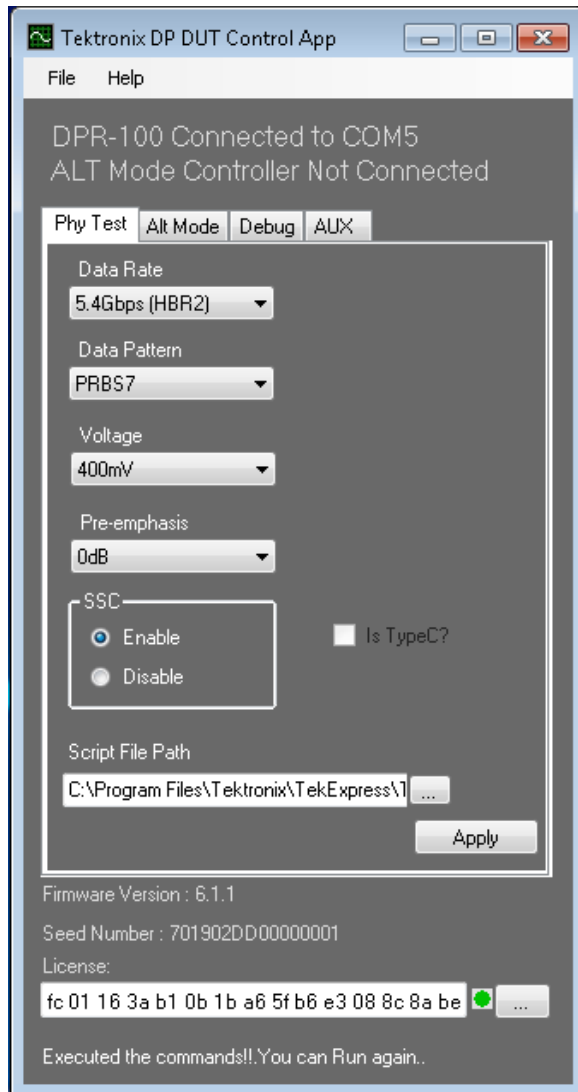 Tektronix DP DUT Control App
File Help
DPR-100 Connected to COM5
ALT Mode Controller Not Connected
Phy Test Alt Mode Debug AUX
Data Rate
5.4Gbps (HBR2)
Data Pattern
PRBS7
Voltage
400mV
Pre-emphasis
0dB
SSC
Enable
Is TypeC?
Disable
Script File Path
C:\Program Files\Tektronix\TekExpress\ ...
Apply
Firmware Version : 6.1.1
Seed Number : 701902DD00000001
License:
fc 01 16 3a b1 0b 1b a6 5f b6 e3 08 8c 8a be ...
Executed the commands!!.You can Run again..